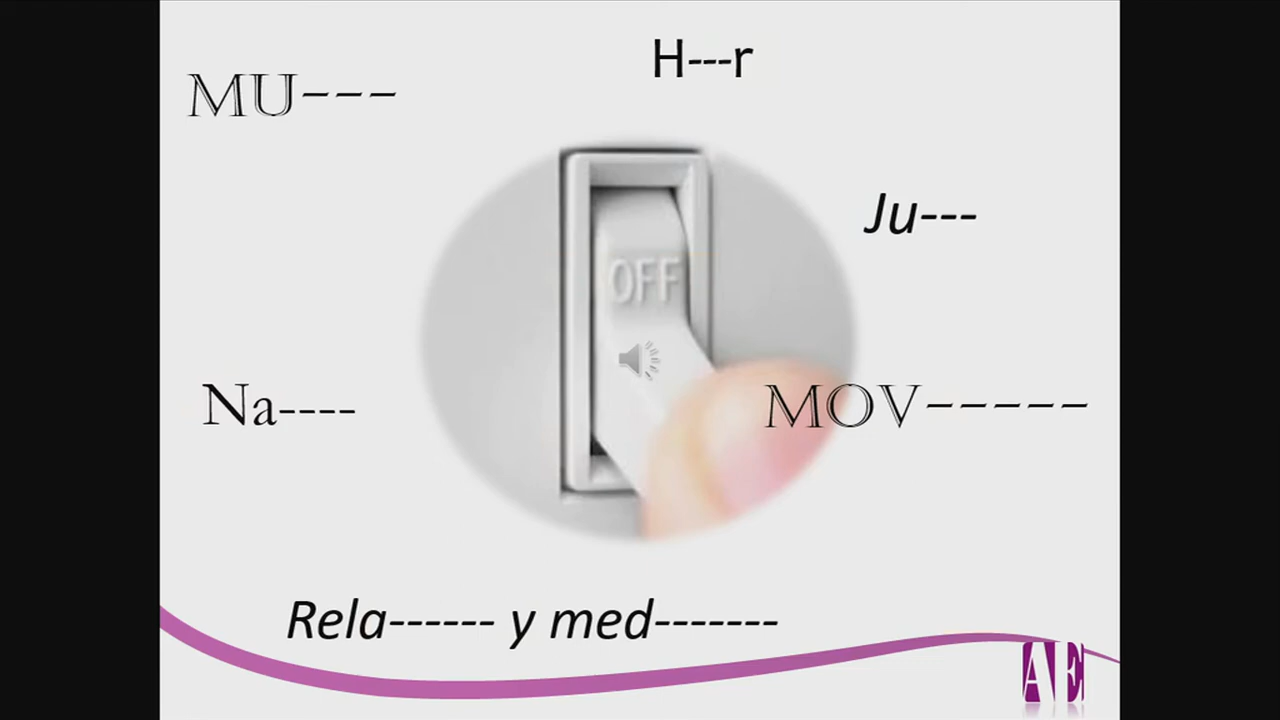 H---r
MU---
Ju---
OFF
Na----
MOV-----
Rela------ y med-------
AE